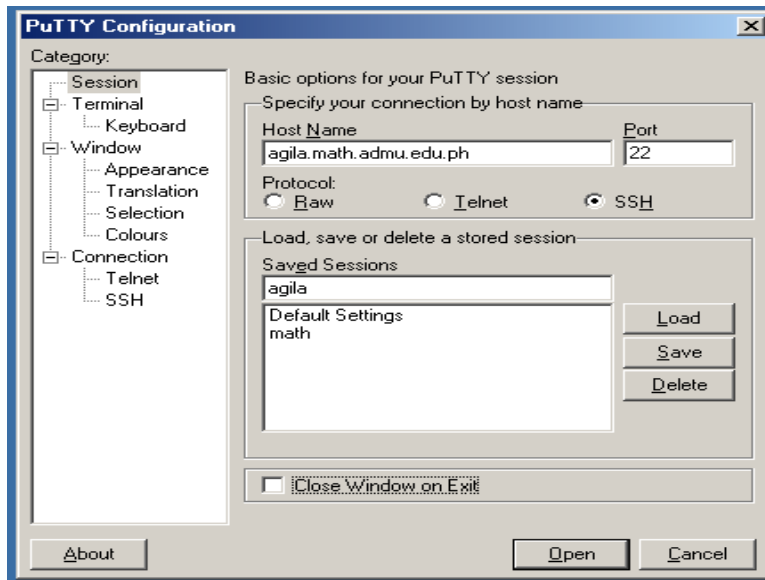 PuTTY Configuration
Category:
Session
Terminal
Keyboard
Window
Appearance
Translation
Selection
Colours
Connection
Telnet
SSH
Basic options for your PuTTY session
Specify your connection by host name
Host Name
Port
agila.math.admu.edu.ph
22
Protocol:
Raw
Telnet
SSH
Load, save or delete a stored session
Saved Sessions
agila
Default Settings
math
Load
Save
Delete
Close Window on Exit
About
Open
Cancel